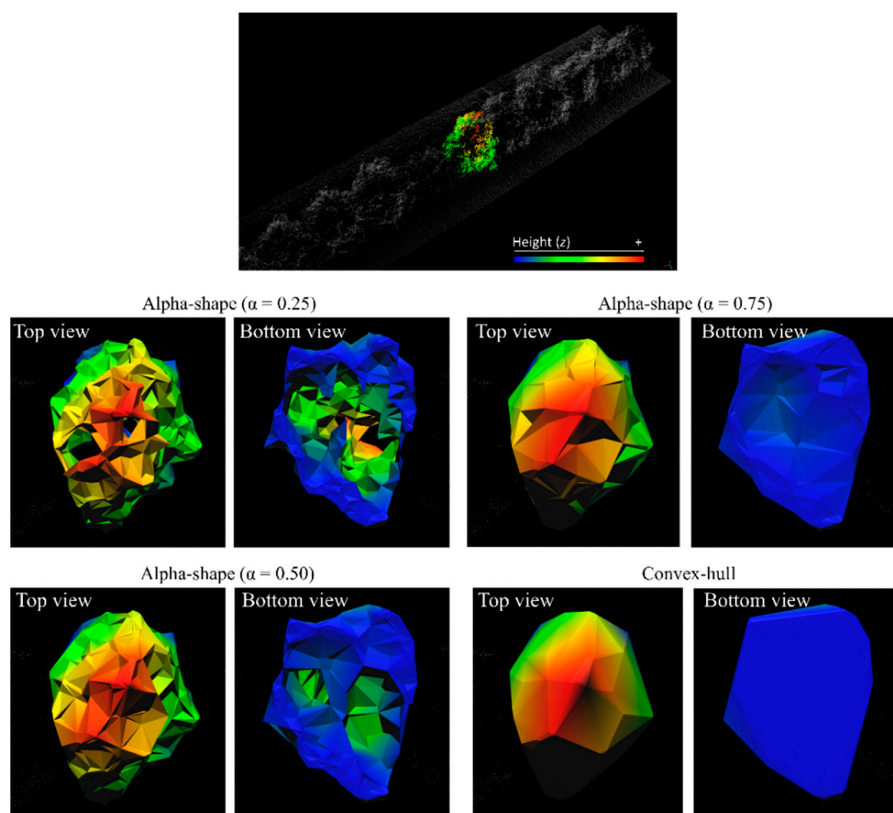 Height (z) +
Alpha-shape (α = 0.25)
Top view
Bottom view
Alpha-shape (α = 0.75)
Top view
Bottom view
Alpha-shape (α = 0.50)
Top view
Bottom view
Convex-hull
Top view
Bottom view